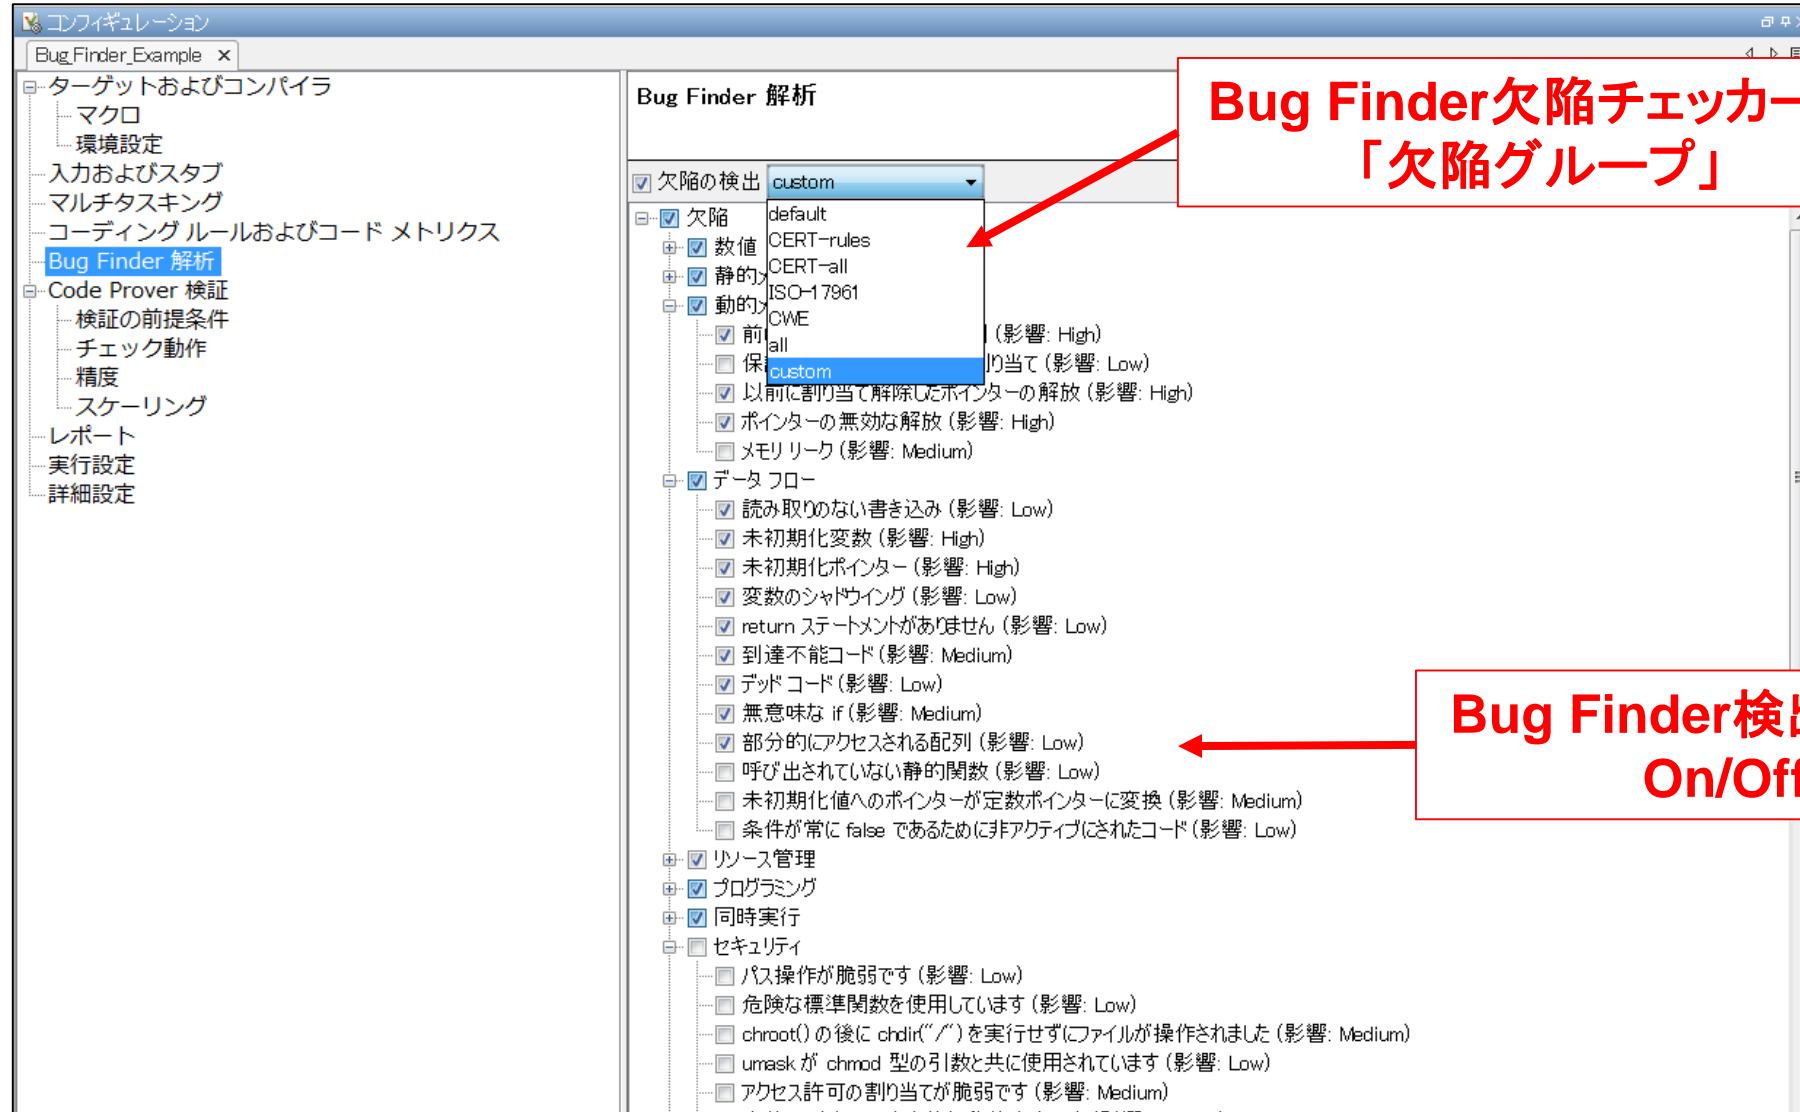 コンフィギュレーション
Bug_Finder_Example
ターゲットおよびコンパイラ
マクロ
環境設定
入力およびスタブ
マルチタスキング
コーディング ルールおよびコード メトリクス
Bug Finder 解析
Code Prover 検証
検証の前提条件
チェック動作
精度
スケーリング
レポート
実行設定
詳細設定
Bug Finder 解析
Bug Finder欠陥チェッカー
「欠陥グループ」
欠陥の検出 custom
default
CERT-rules
CERT-all
ISO-17961
CWE
all
custom
欠陥
数値
静的
動的
前 (影響: High)
保 り当て (影響: Low)
以前に割り当て解除したポインターの解放 (影響: High)
ポインターの無効な解放 (影響: High)
メモリ リーク (影響: Medium)
データ フロー
読み取りのない書き込み (影響: Low)
未初期化変数 (影響: High)
未初期化ポインター (影響: High)
変数のシャドウイング (影響: Low)
return ステートメントがありません (影響: Low)
到達不能コード (影響: Medium)
デッド コード (影響: Low)
無意味な if (影響: Medium)
部分的にアクセスされる配列 (影響: Low)
呼び出されていない静的関数 (影響: Low)
未初期化値へのポインターが定数ポインターに変換 (影響: Medium)
条件が常に false であるために非アクティブにされたコード (影響: Low)
Bug Finder検出
On/Off
リソース管理
プログラミング
同時実行
セキュリティ
パス操作が脆弱です (影響: Low)
危険な標準関数を使用しています (影響: Low)
chroot() の後に chdir("/") を実行せずにファイルが操作されました (影響: Medium)
umask が chmod 型の引数と共に使用されています (影響: Low)
アクセス許可の割り当てが脆弱です (影響: Medium)